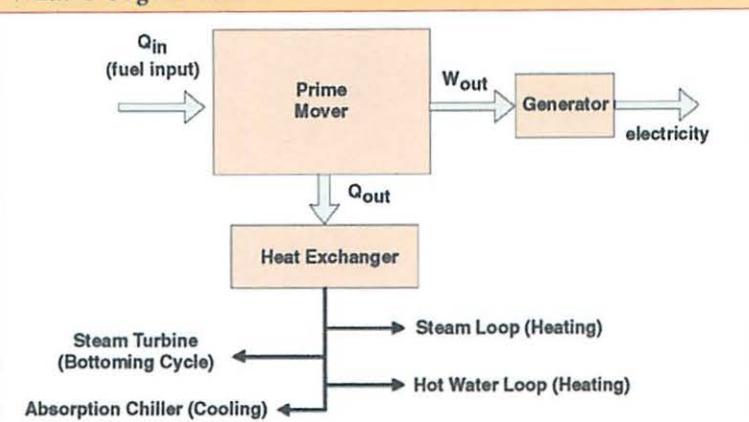 Qin
(fuel input)
Prime
Mover
Wout
Generator
electricity
Qout
Heat Exchanger
Steam Loop (Heating)
Steam Turbine
(Bottoming Cycle)
Hot Water Loop (Heating)
Absorption Chiller (Cooling)